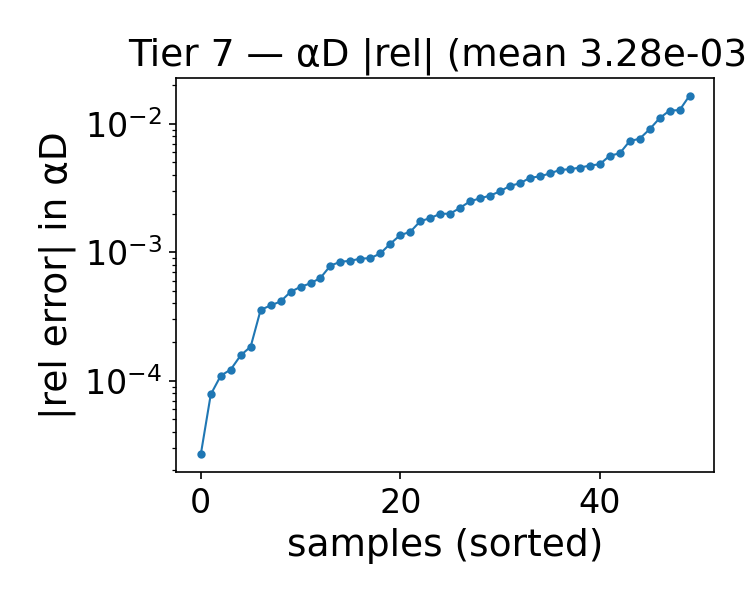 Tier 7 — αD |rel| (mean 3.28e-03
|rel error| in αD
10⁻²
10⁻³
10⁻⁴
0 20 40
samples (sorted)